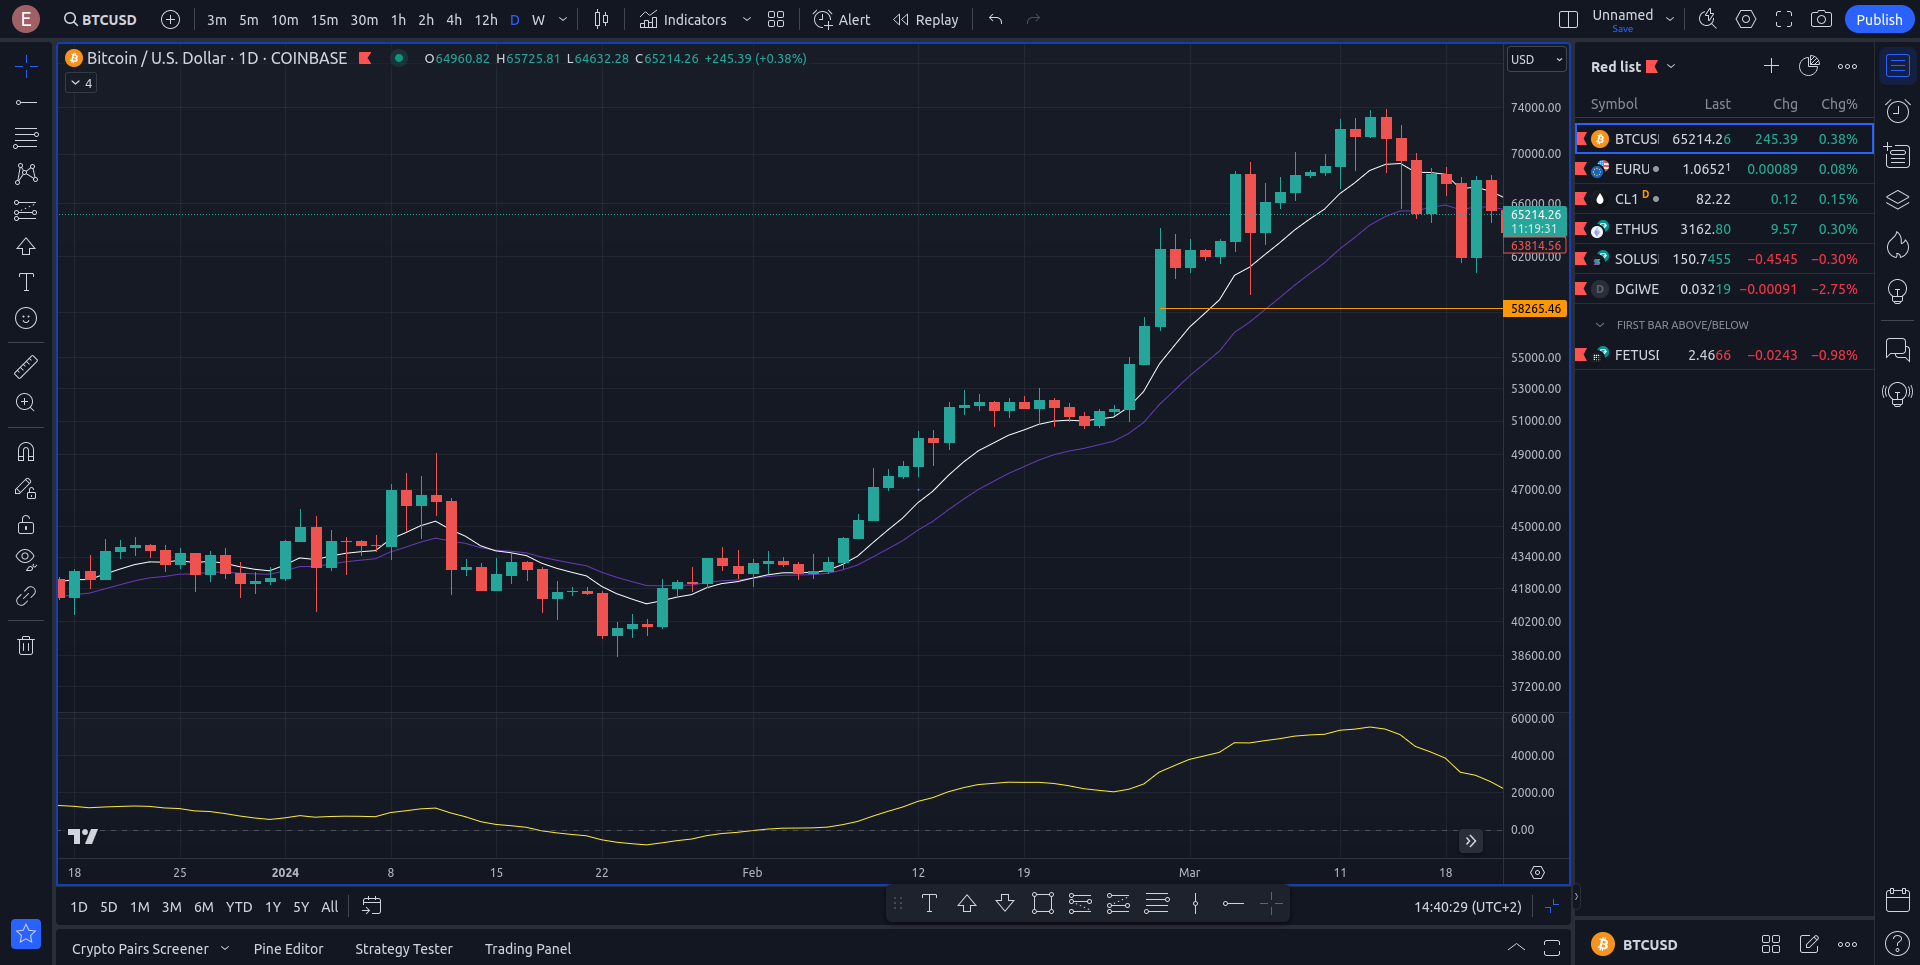 E BTCUSD 3m 5m 10m 15m 30m 1h 2h 4h 12h D W Indicators Alert Replay Unnamed Save Publish
Bitcoin / U.S. Dollar · 1D · COINBASE O64960.82 H65725.81 L64632.28 C65214.26 +245.39 (+0.38%)
4
USD
74000.00
70000.00
66000.00
65214.26
11:19:31
63814.56
62000.00
58265.46
55000.00
53000.00
51000.00
49000.00
47000.00
45000.00
43400.00
41800.00
40200.00
38600.00
37200.00
6000.00
4000.00
2000.00
0.00
18 25 2024 8 15 22 Feb 12 19 Mar 11 18
1D 5D 1M 3M 6M YTD 1Y 5Y All
T
14:40:29 (UTC+2)
Crypto Pairs Screener Pine Editor Strategy Tester Trading Panel
Red list
Symbol Last Chg Chg%
BTCUS 65214.26 245.39 0.38%
EURU 1.06521 0.00089 0.08%
CL1 D 82.22 0.12 0.15%
ETHUS 3162.80 9.57 0.30%
SOLUS 150.7455 −0.4545 −0.30%
D DGIWE 0.03219 −0.00091 −2.75%
FIRST BAR ABOVE/BELOW
FETUSD 2.4666 −0.0243 −0.98%
BTCUSD